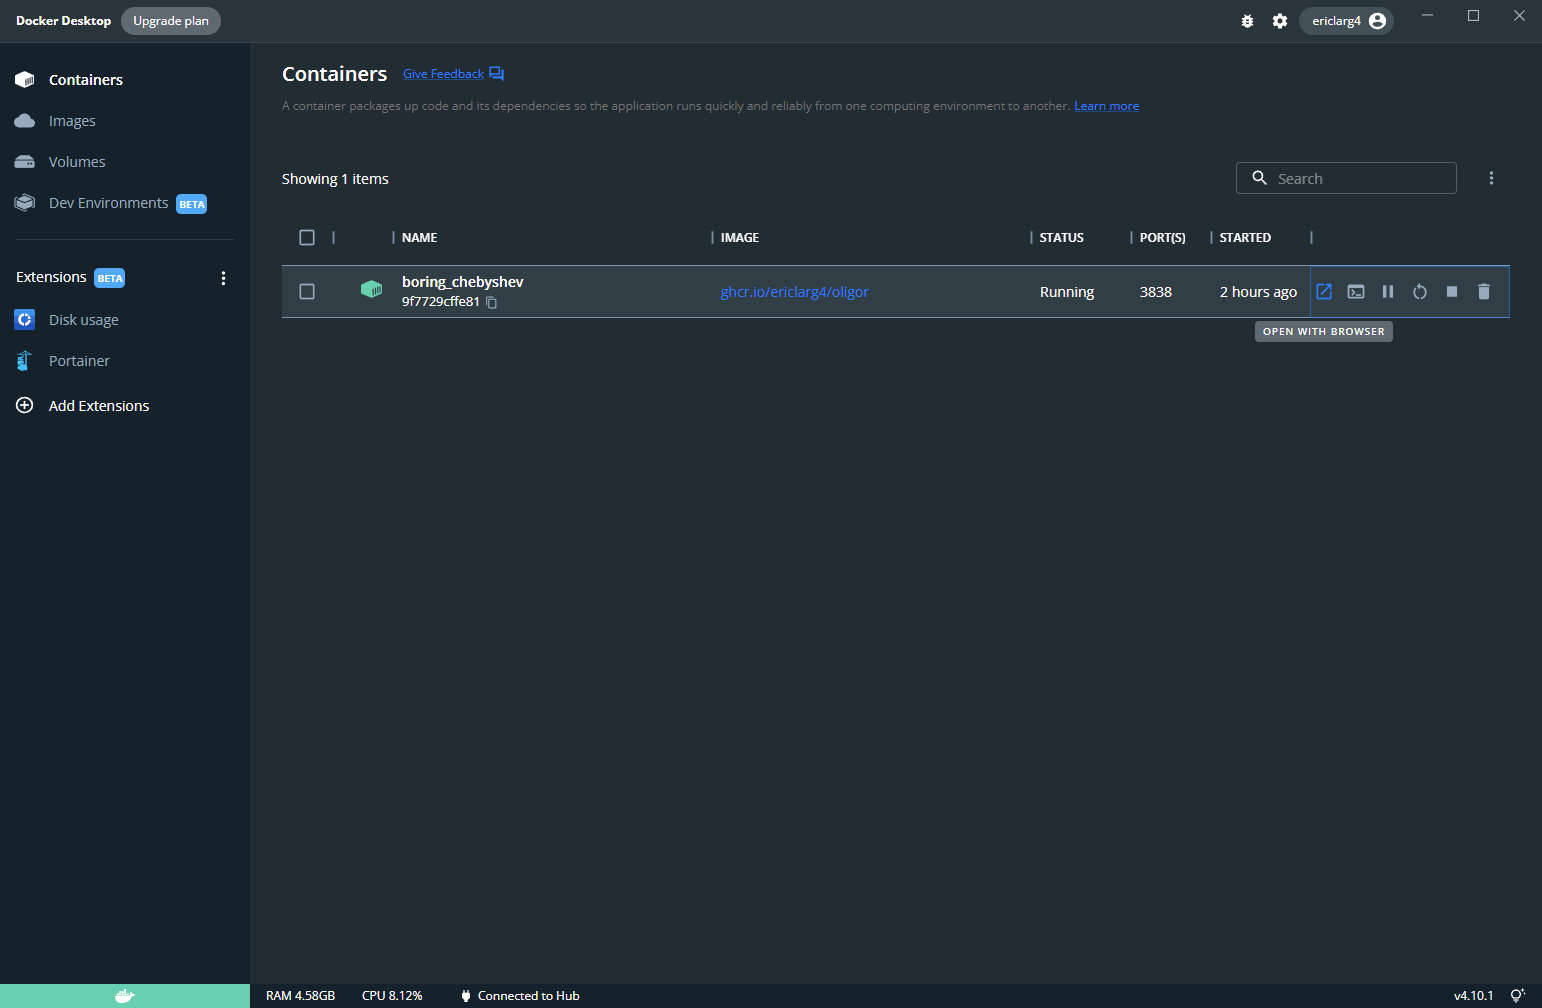 Docker Desktop Upgrade plan ericlarg4
Containers
Images
Volumes
Dev Environments BETA
Extensions BETA
Disk usage
Portainer
Add Extensions
Containers Give Feedback
A container packages up code and its dependencies so the application runs quickly and reliably from one computing environment to another. Learn more
Showing 1 items Search
NAME IMAGE STATUS PORT(S) STARTED
boring_chebyshev
9f7729cffe81
ghcr.io/ericlarg4/oligor Running 3838 2 hours ago
OPEN WITH BROWSER
RAM 4.58GB CPU 8.12% Connected to Hub v4.10.1